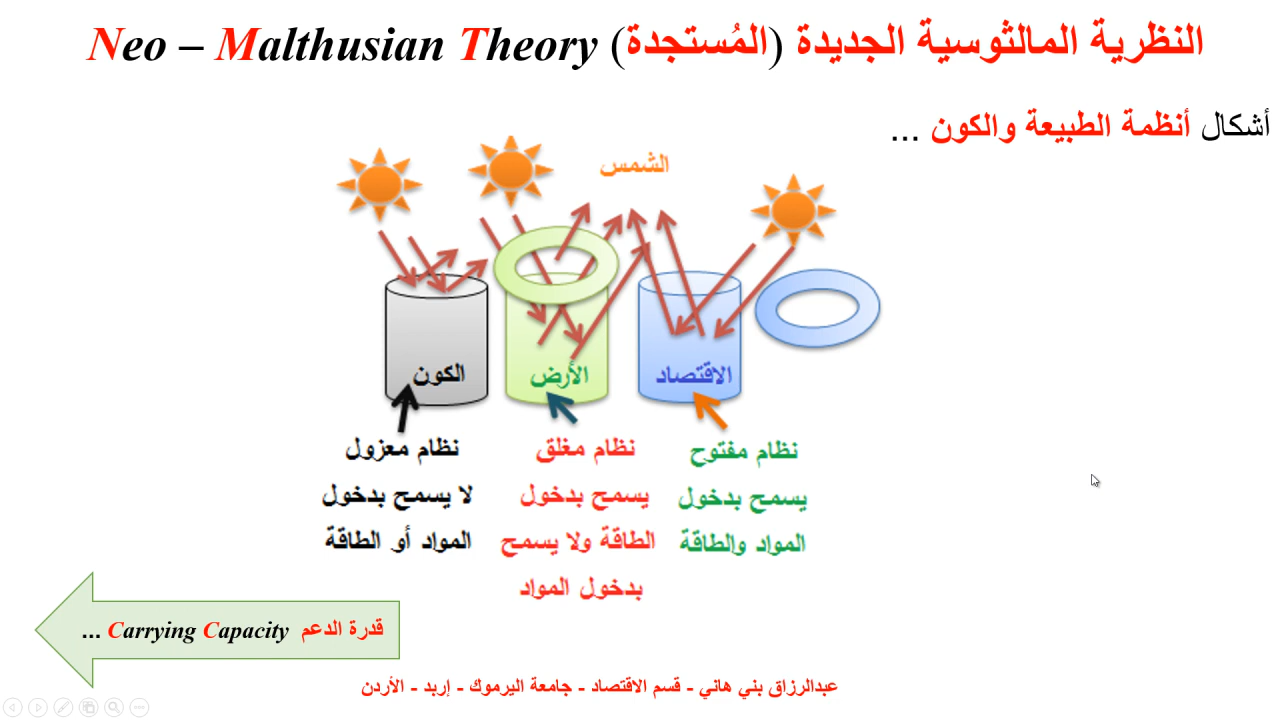 النظرية المالثوسية الجديدة (المُستجدة) Neo – Malthusian Theory
أشكال أنظمة الطبيعة والكون ...
الشمس
الاقتصاد
الأرض
الكون
نظام مفتوح
يسمح بدخول
المواد والطاقة
نظام مغلق
يسمح بدخول
الطاقة ولا يسمح
بدخول المواد
نظام معزول
لا يسمح بدخول
المواد أو الطاقة
قدرة الدعم Carrying Capacity ...
عبدالرزاق بني هاني - قسم الاقتصاد - جامعة اليرموك - إربد - الأردن